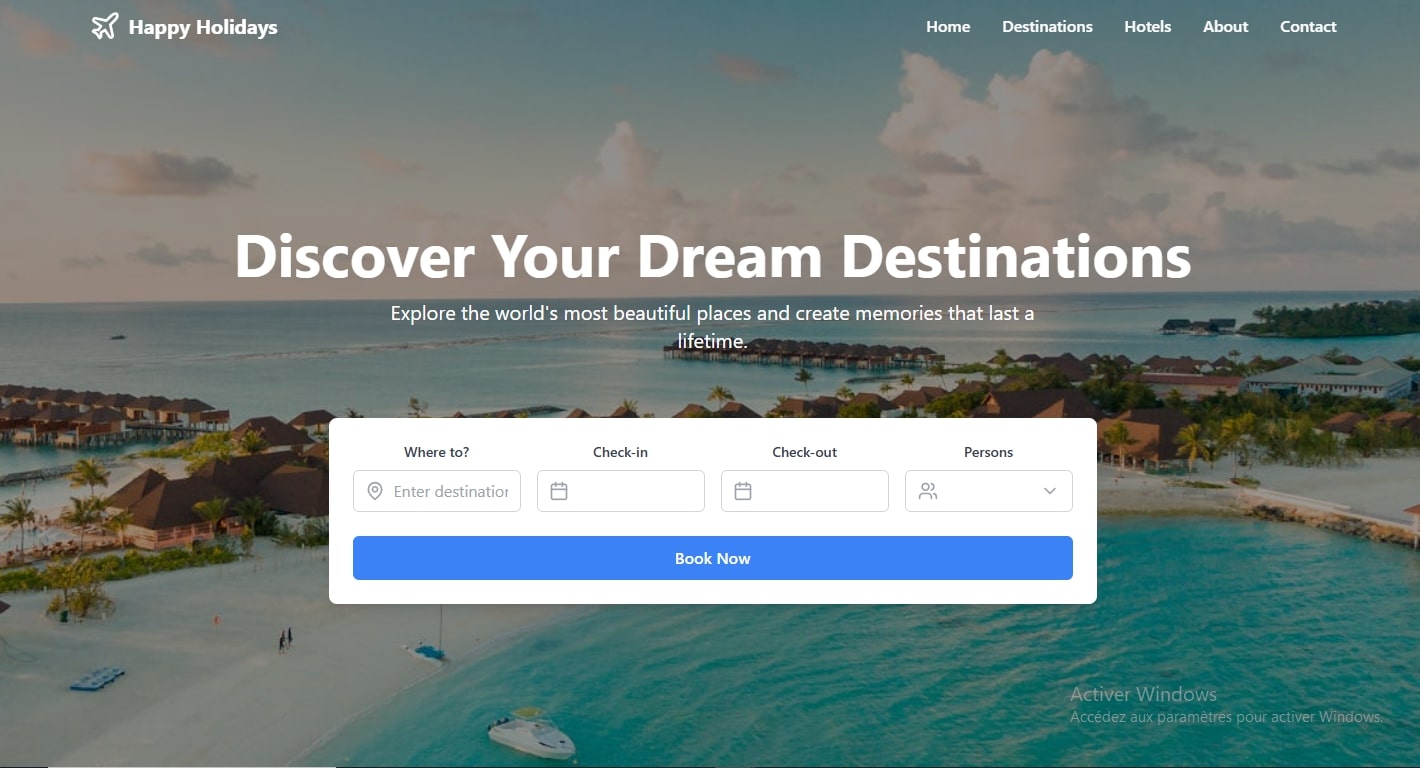 Happy Holidays
Home Destinations Hotels About Contact
Discover Your Dream Destinations
Explore the world's most beautiful places and create memories that last a
lifetime.
Where to? Check-in Check-out Persons
Enter destination
Book Now
Activer Windows
Accédez aux paramètres pour activer Windows.